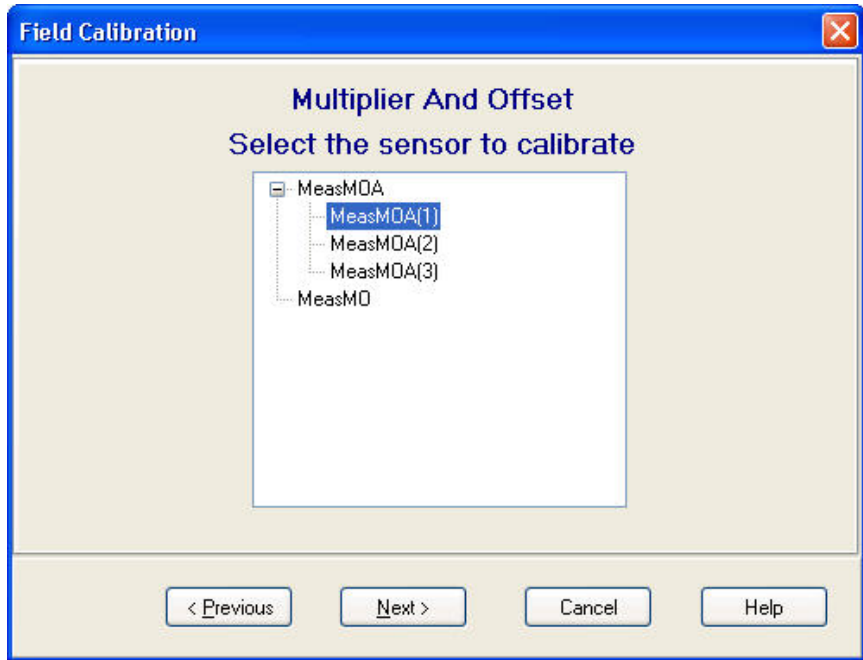 Field Calibration
Multiplier And Offset
Select the sensor to calibrate
MeasMOA
MeasMOA(1)
MeasMOA(2)
MeasMOA(3)
MeasMO
< Previous Next > Cancel Help